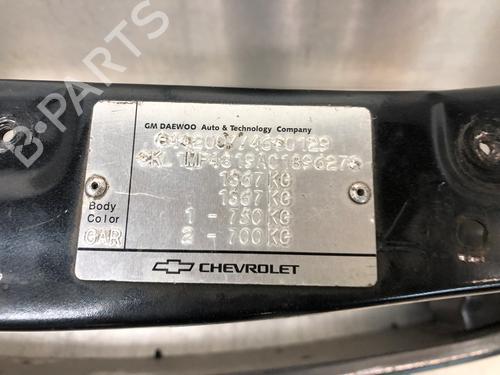 B-PARTS
GM DAEWOO Auto & Technology Company
1367 KG
1367 KG
Body 1 - 750 KG
Color
GAR 2 - 700 KG
CHEVROLET